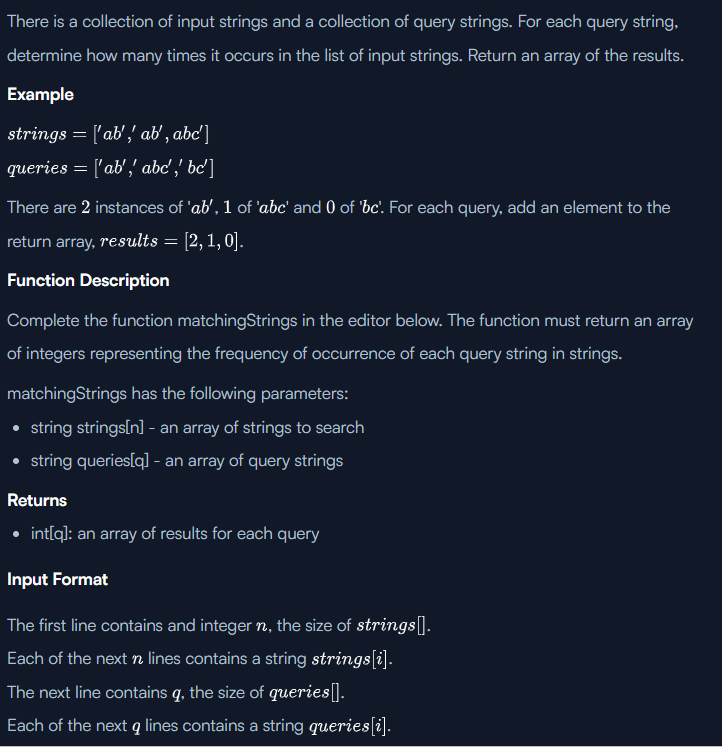 There is a collection of input strings and a collection of query strings. For each query string,
determine how many times it occurs in the list of input strings. Return an array of the results.
Example
strings = ['ab',' ab', abc']
queries = ['ab',' abc',' bc']
There are 2 instances of 'ab', 1 of 'abc' and 0 of 'bc'. For each query, add an element to the
return array, results = [2, 1, 0].
Function Description
Complete the function matchingStrings in the editor below. The function must return an array
of integers representing the frequency of occurrence of each query string in strings.
matchingStrings has the following parameters:
• string strings[n] - an array of strings to search
• string queries[q] - an array of query strings
Returns
• int[q]: an array of results for each query
Input Format
The first line contains and integer n, the size of strings[].
Each of the next n lines contains a string strings[i].
The next line contains q, the size of queries[].
Each of the next q lines contains a string queries[i].